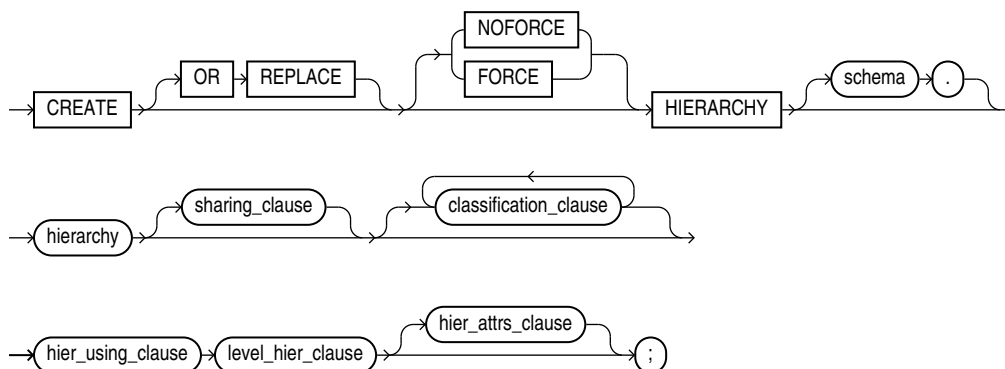 NOFORCE
OR REPLACE FORCE schema .
CREATE HIERARCHY
sharing_clause classification_clause
hierarchy
hier_attrs_clause
hier_using_clause level_hier_clause ;